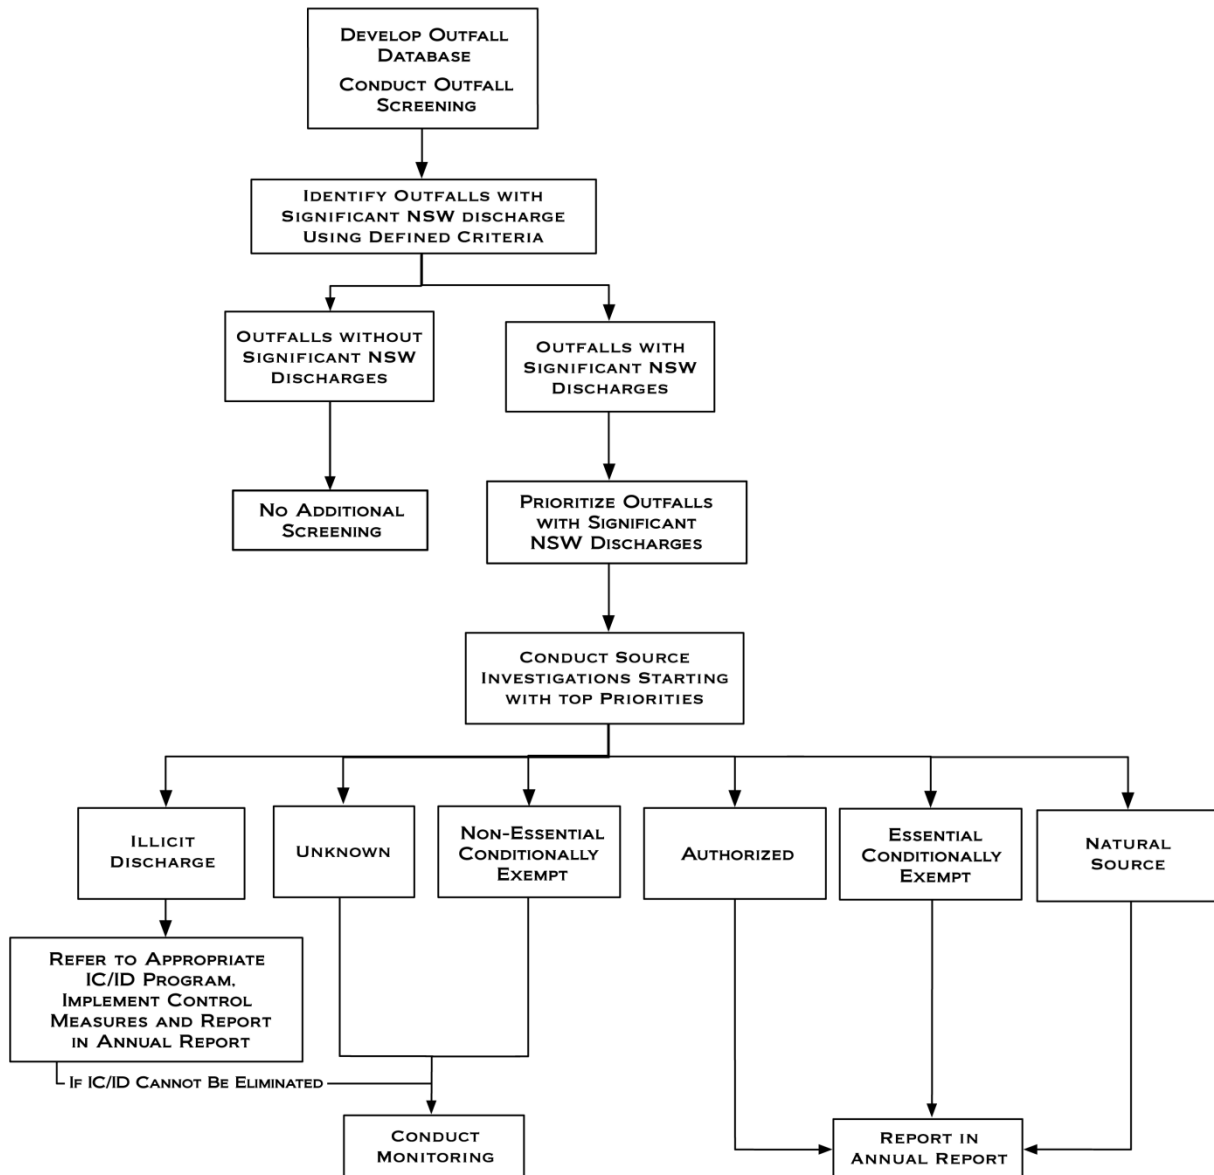 Develop Outfall
Database
Conduct Outfall
Screening
Identify Outfalls with
Significant NSW discharge
Using Defined Criteria
Outfalls without
Significant NSW
Discharges
Outfalls with
Significant NSW
Discharges
No Additional
Screening
Prioritize Outfalls
with Significant
NSW Discharges
Conduct Source
Investigations Starting
with top Priorities
Illicit
Discharge
Unknown
Non-Essential
Conditionally
Exempt
Authorized
Essential
Conditionally
Exempt
Natural
Source
Refer to Appropriate
IC/ID Program,
Implement Control
Measures and Report
in Annual Report
If IC/ID Cannot Be Eliminated
Conduct
Monitoring
Report in
Annual Report